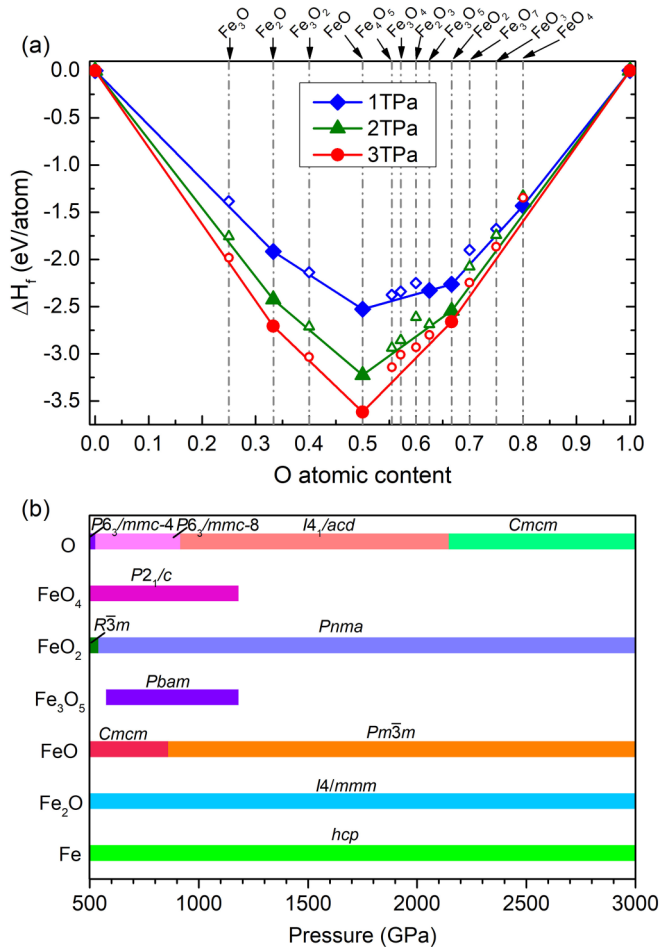 Fe₃O
Fe₂O
Fe₃O₂
FeO
Fe₄O₅
Fe₃O₄
Fe₂O₃
Fe₃O₅
FeO₂
Fe₃O₇
FeO₃
FeO₄
(a)
1TPa
2TPa
3TPa
0.0
-0.5
-1.0
-1.5
-2.0
-2.5
-3.0
-3.5
ΔH_f (eV/atom)
0.0 0.1 0.2 0.3 0.4 0.5 0.6 0.7 0.8 0.9 1.0
O atomic content
(b)
P6₃/mmc-4 P6₃/mmc-8 I4₁/acd Cmcm
O
P2₁/c
FeO₄
R3̅m Pnma
FeO₂
Pbam
Fe₃O₅
Cmcm Pm3̅m
FeO
I4/mmm
Fe₂O
hcp
Fe
500 1000 1500 2000 2500 3000
Pressure (GPa)